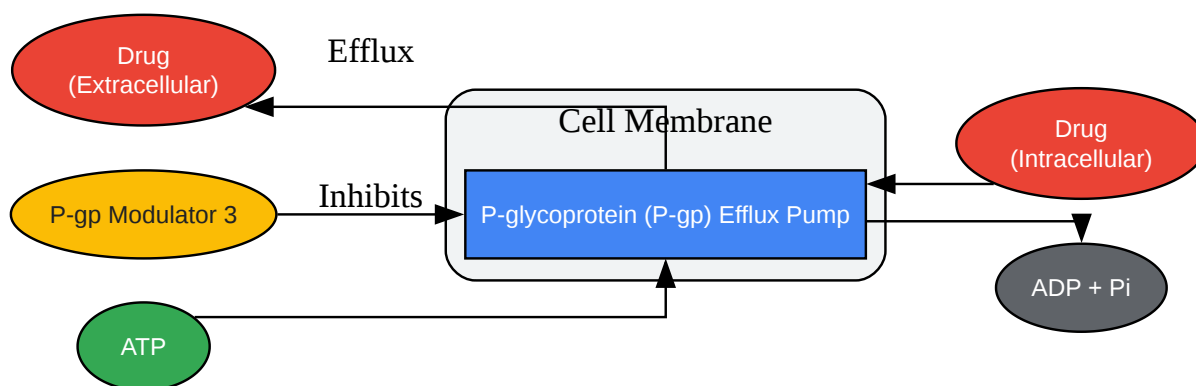 Drug
(Extracellular)
Efflux
Cell Membrane
Drug
(Intracellular)
P-gp Modulator 3
Inhibits
P-glycoprotein (P-gp) Efflux Pump
ADP + Pi
ATP